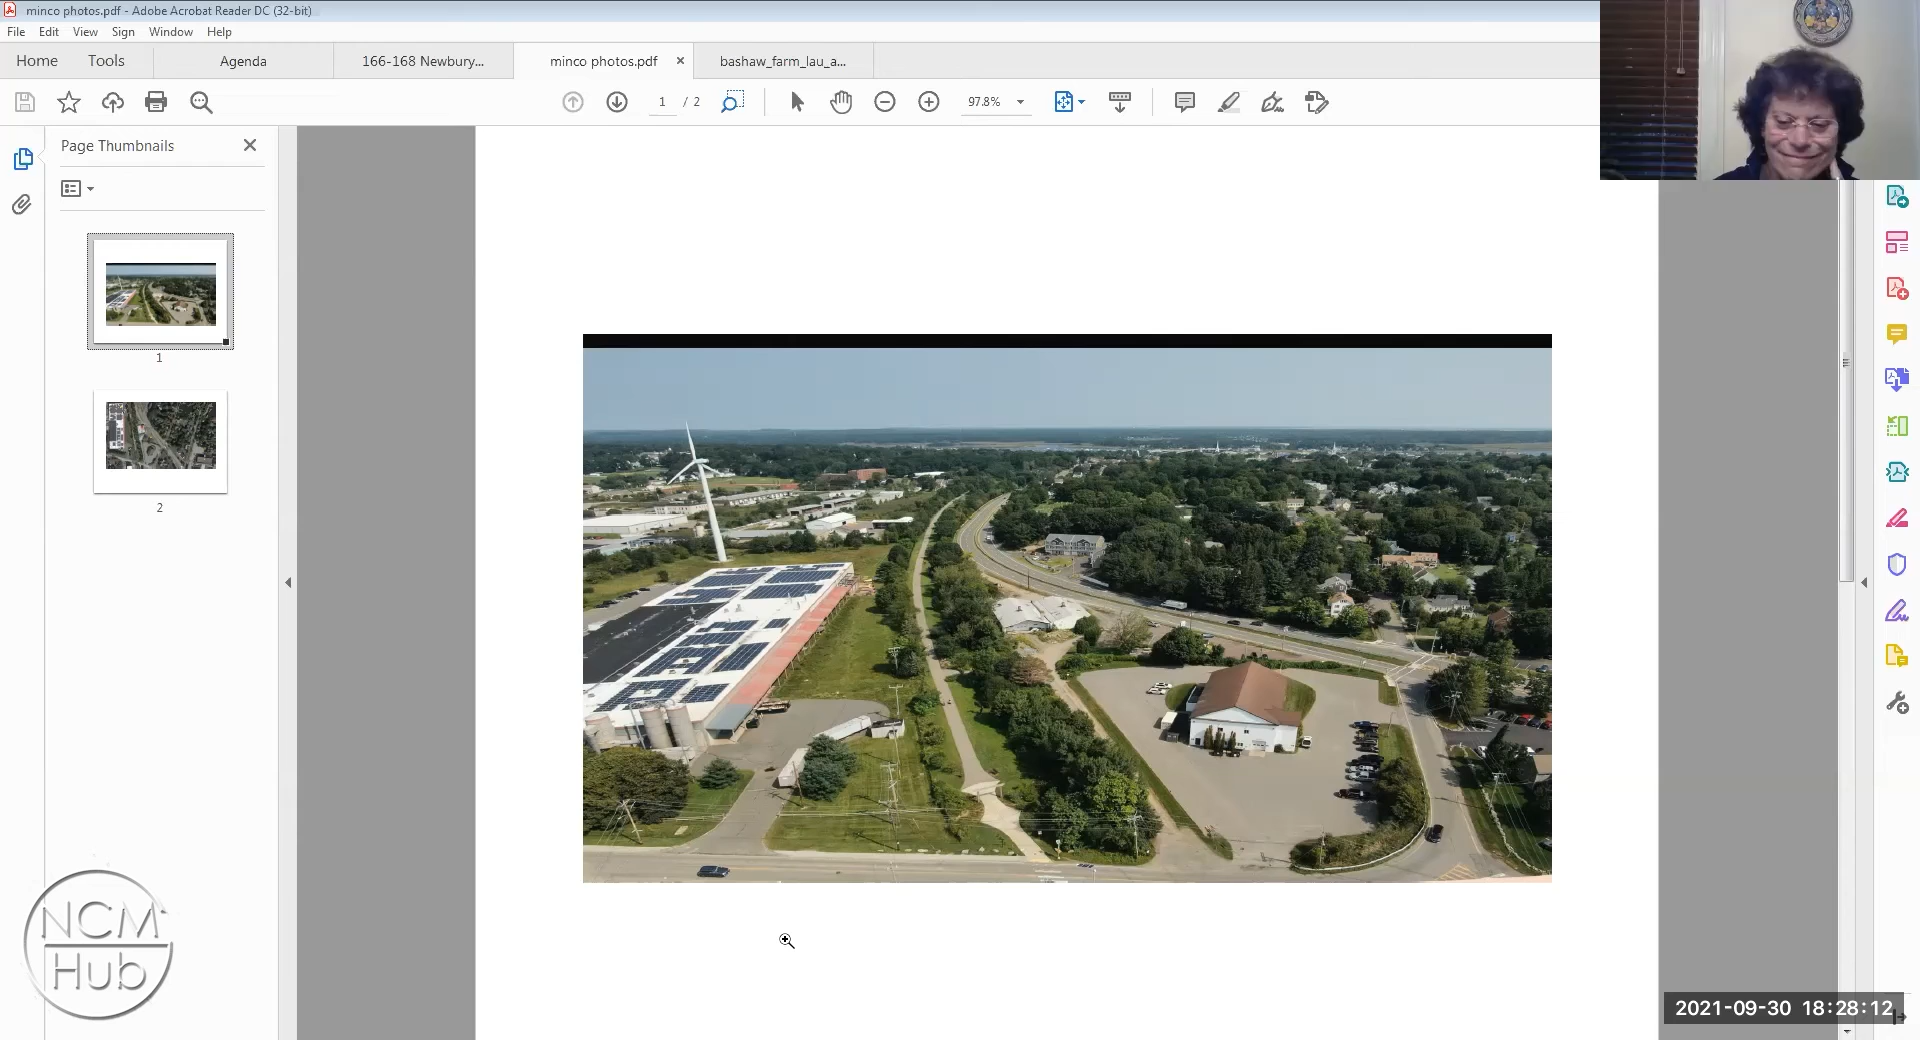 minco photos.pdf - Adobe Acrobat Reader DC (32-bit)
File Edit View Sign Window Help
Home Tools Agenda 166-168 Newbury... minco photos.pdf bashaw_farm_lau_a...
1 / 2 97.8%
Page Thumbnails
1
2
NCM
Hub
2021-09-30 18:28:12